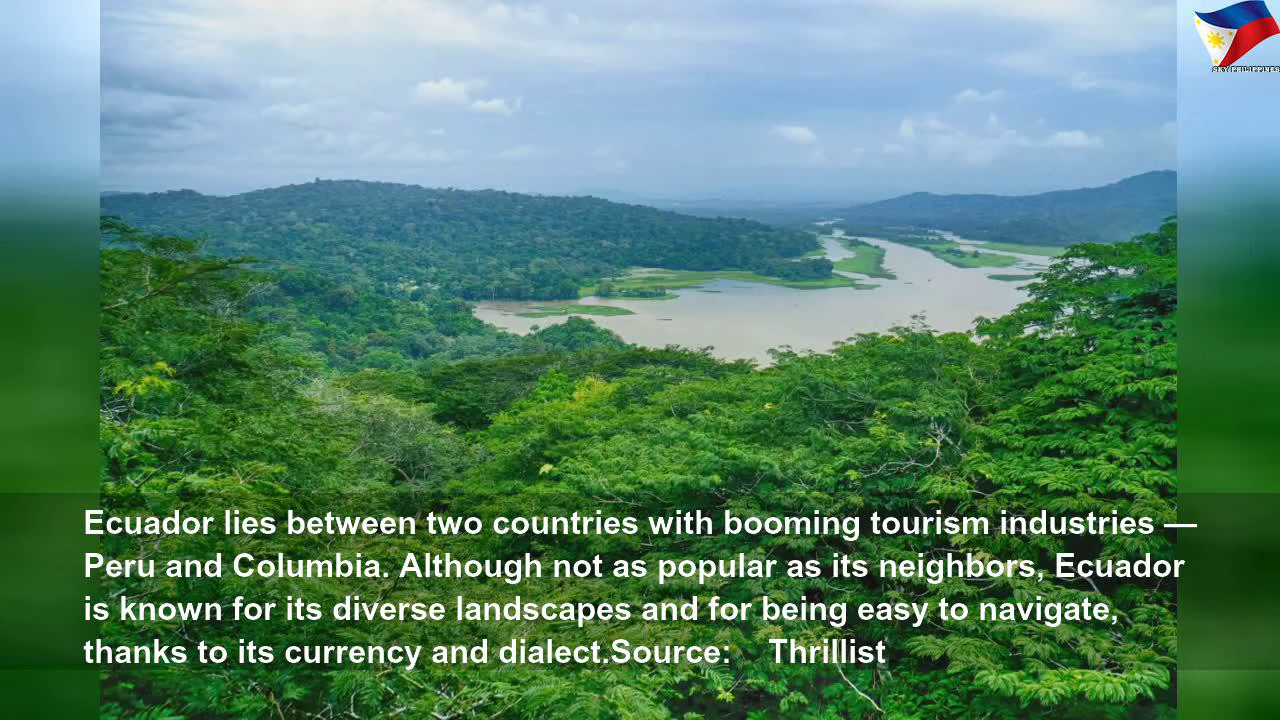 SKY PHILIPPINES
Ecuador lies between two countries with booming tourism industries —
Peru and Columbia. Although not as popular as its neighbors, Ecuador
is known for its diverse landscapes and for being easy to navigate,
thanks to its currency and dialect.Source:    Thrillist